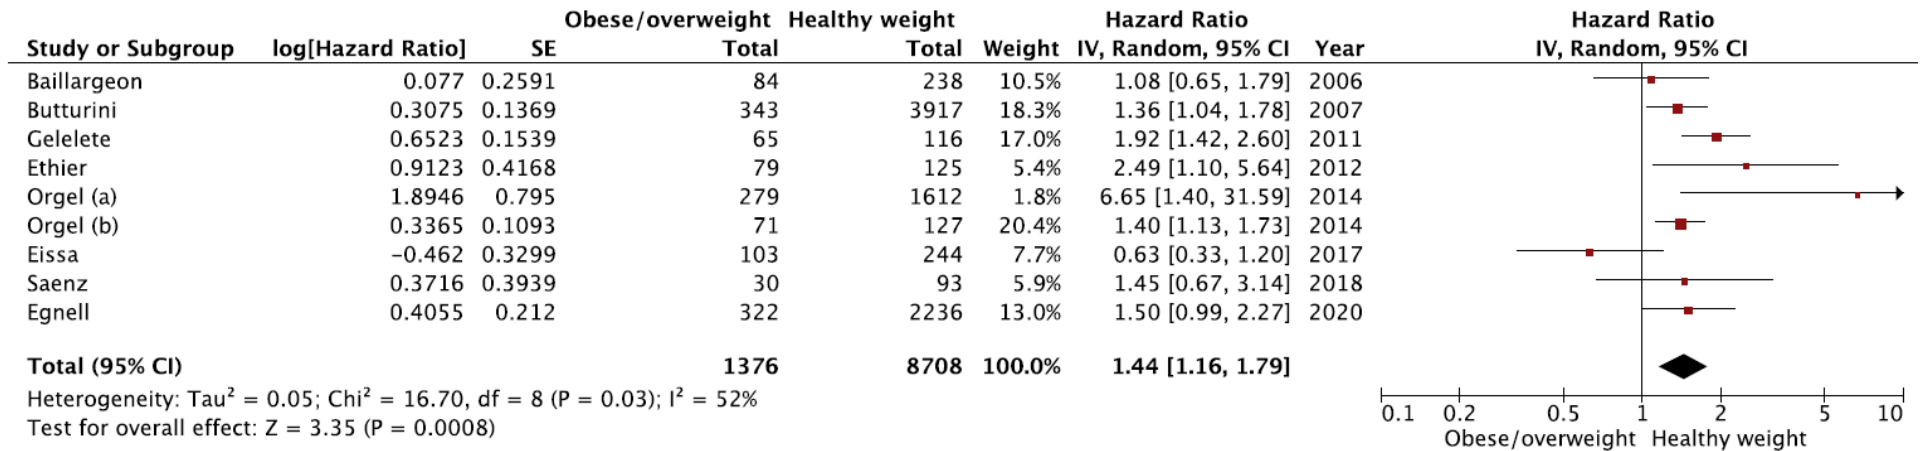 Obese/overweight Healthy weight Hazard Ratio Hazard Ratio
Study or Subgroup log[Hazard Ratio] SE Total Total Weight IV, Random, 95% CI Year IV, Random, 95% CI
Baillargeon 0.077 0.2591 84 238 10.5% 1.08 [0.65, 1.79] 2006
Butturini 0.3075 0.1369 343 3917 18.3% 1.36 [1.04, 1.78] 2007
Gelelete 0.6523 0.1539 65 116 17.0% 1.92 [1.42, 2.60] 2011
Ethier 0.9123 0.4168 79 125 5.4% 2.49 [1.10, 5.64] 2012
Orgel (a) 1.8946 0.795 279 1612 1.8% 6.65 [1.40, 31.59] 2014
Orgel (b) 0.3365 0.1093 71 127 20.4% 1.40 [1.13, 1.73] 2014
Eissa −0.462 0.3299 103 244 7.7% 0.63 [0.33, 1.20] 2017
Saenz 0.3716 0.3939 30 93 5.9% 1.45 [0.67, 3.14] 2018
Egnell 0.4055 0.212 322 2236 13.0% 1.50 [0.99, 2.27] 2020
Total (95% CI) 1376 8708 100.0% 1.44 [1.16, 1.79]
Heterogeneity: Tau² = 0.05; Chi² = 16.70, df = 8 (P = 0.03); I² = 52%
Test for overall effect: Z = 3.35 (P = 0.0008)
0.1 0.2 0.5 1 2 5 10
Obese/overweight Healthy weight